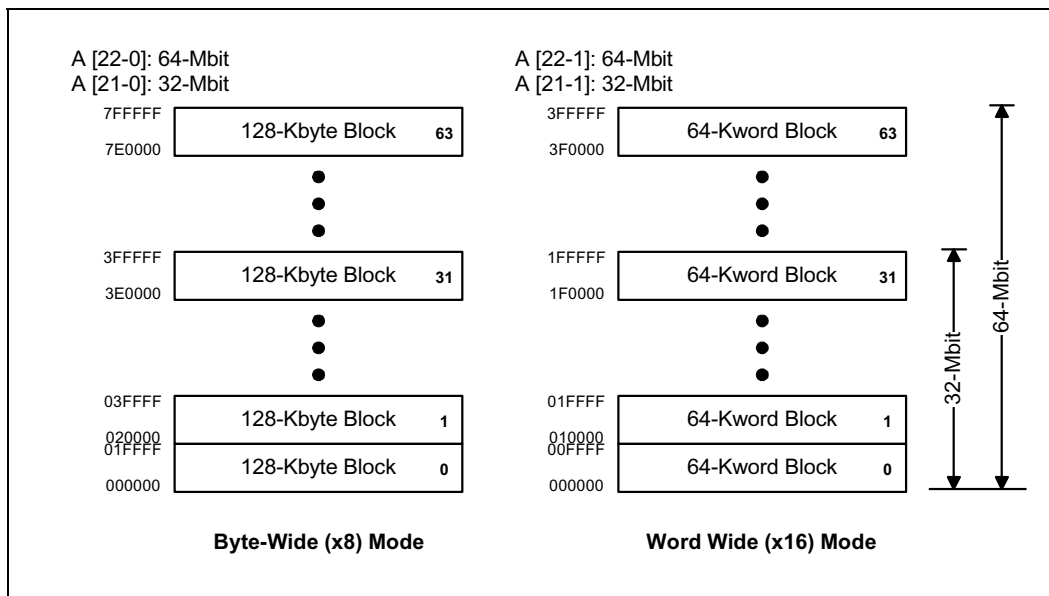 A [22-0]: 64-Mbit
A [21-0]: 32-Mbit
7FFFFF
128-Kbyte Block 63
7E0000
3FFFFF
128-Kbyte Block 31
3E0000
03FFFF
128-Kbyte Block 1
020000
01FFFF
128-Kbyte Block 0
000000
Byte-Wide (x8) Mode
A [22-1]: 64-Mbit
A [21-1]: 32-Mbit
3FFFFF
64-Kword Block 63
3F0000
1FFFFF
64-Kword Block 31
1F0000
01FFFF
64-Kword Block 1
010000
00FFFF
64-Kword Block 0
000000
Word Wide (x16) Mode
32-Mbit
64-Mbit